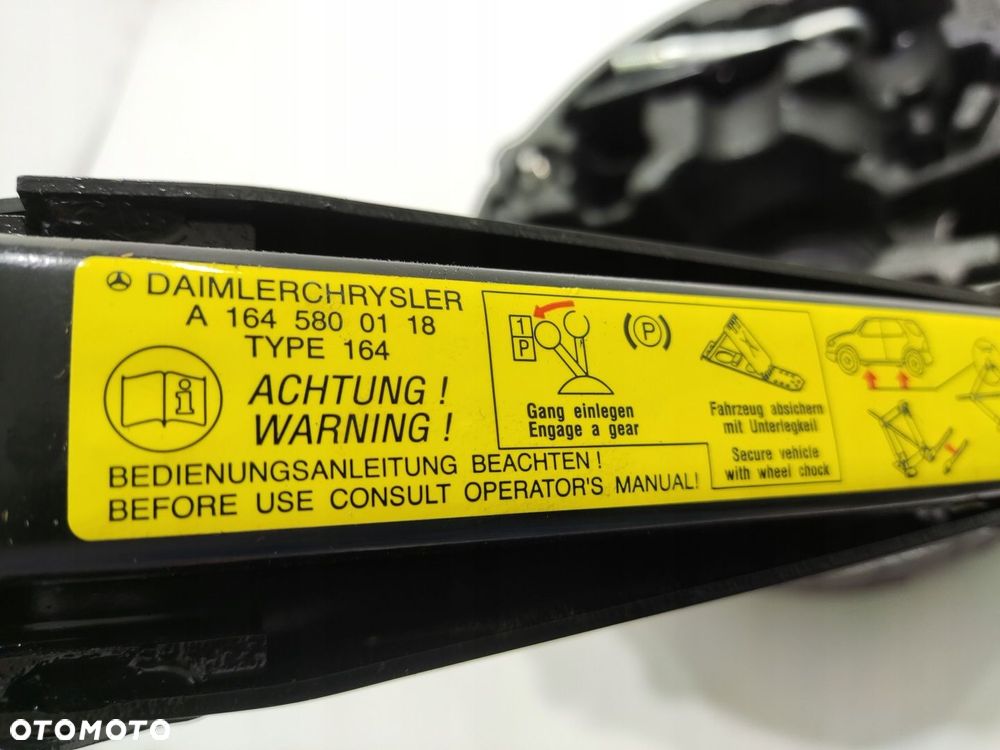 DAIMLERCHRYSLER
A 164 580 01 18
TYPE 164
ACHTUNG !
WARNING !
BEDIENUNGSANLEITUNG BEACHTEN !
BEFORE USE CONSULT OPERATOR'S MANUAL!
1
P
(P)
Gang einlegen
Engage a gear
Fahrzeug absichern
mit Unterlegkeil
Secure vehicle
with wheel chock
OTOMOTO